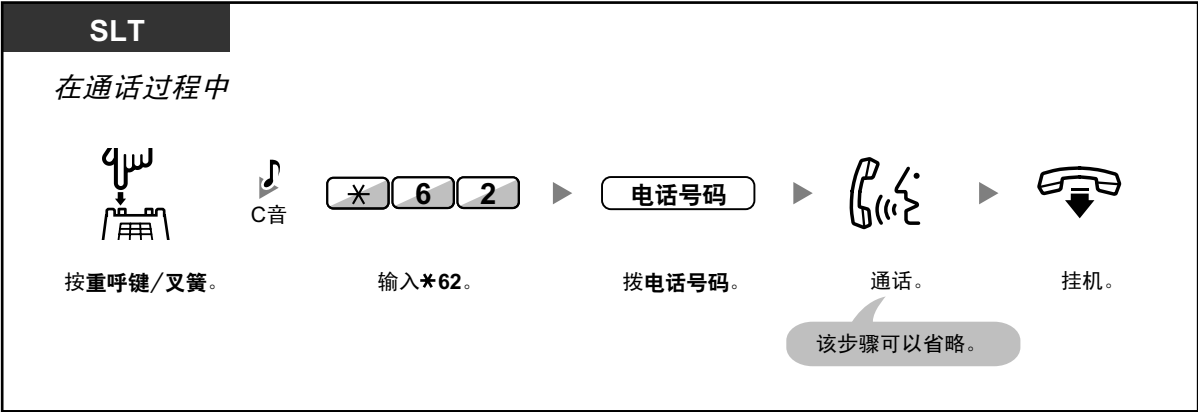 SLT
在通话过程中
C音
* 6 2
电话号码
按重呼键/叉簧。
输入*62。
拨电话号码。
通话。
挂机。
该步骤可以省略。